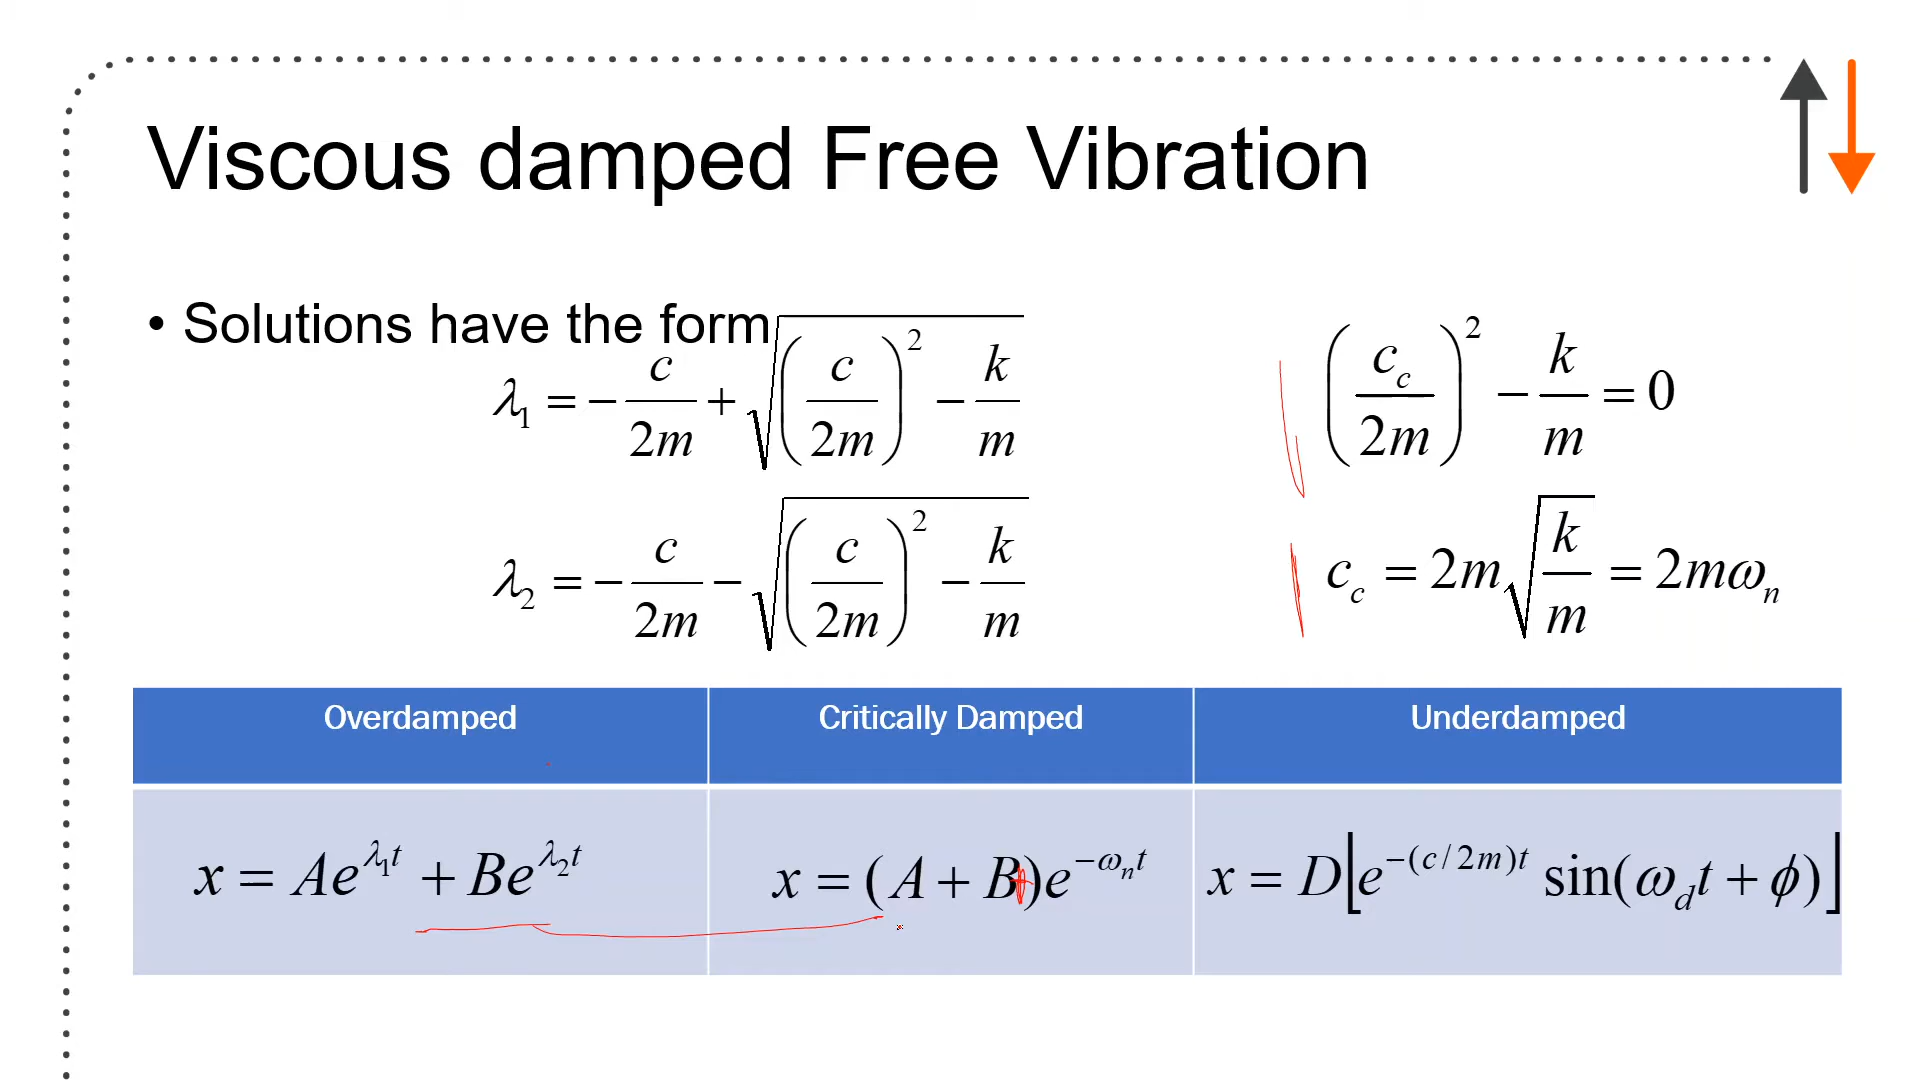 Viscous damped Free Vibration
• Solutions have the form
λ₁ = −c/2m + √((c/2m)² − k/m)
λ₂ = −c/2m − √((c/2m)² − k/m)
(c_c/2m)² − k/m = 0
c_c = 2m√(k/m) = 2mω_n
Overdamped Critically Damped Underdamped
x = Ae^{λ₁t} + Be^{λ₂t} x = (A + Bt)e^{−ω_n t} x = D[e^{−(c/2m)t} sin(ω_d t + ϕ)]